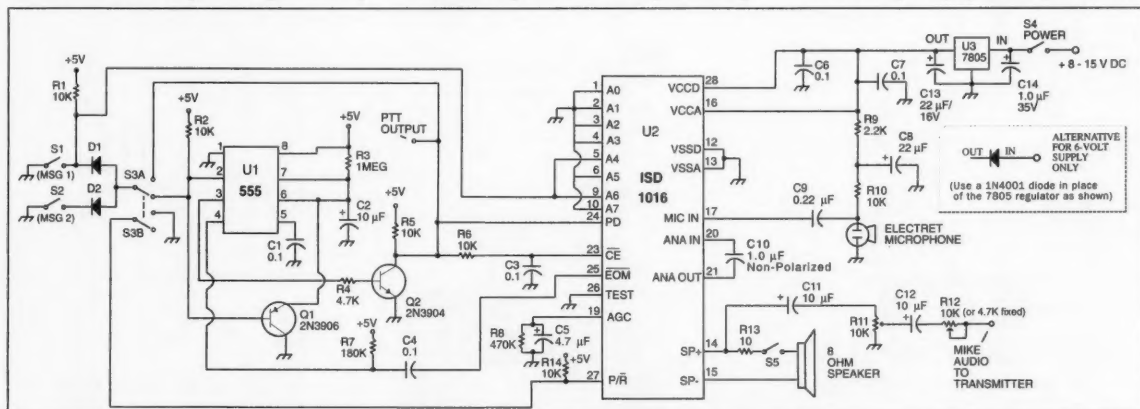 +5V
R1
10K
S1
(MSG 1)
D1
S2
(MSG 2)
D2
S3A
S3B
+5V
R2
10K
1
2
3
4
U1
555
8
7
6
5
C1
0.1
+5V
R3
1MEG
C2
10 µF
PTT
OUTPUT
+5V
R5
10K
R6
10K
R4
4.7K
Q1
2N3906
Q2
2N3904
+5V
R7
180K
C4
0.1
C3
0.1
R8
470K
C5
4.7 µF
R14
10K
+5V
1
2
3
4
5
6
9
10
24
23
25
26
19
27
A0
A1
A2
A3
A4
A5
A6
A7
PD
CE
EOM
TEST
AGC
P/R
U2
ISD
1016
VCCD
VCCA
VSSD
VSSA
MIC IN
ANA IN
ANA OUT
SP+
SP-
28
16
12
13
17
20
21
14
15
C6
0.1
C7
0.1
R9
2.2K
C8
22 µF
R10
10K
C9
0.22 µF
ELECTRET
MICROPHONE
C10
1.0 µF
Non-Polarized
C11
10 µF
R13
10
S5
8
OHM
SPEAKER
R11
10K
C12
10 µF
R12
10K (or 4.7K fixed)
MIKE
AUDIO
TO
TRANSMITTER
OUT
U3
7805
IN
S4
POWER
+ 8 - 15 V DC
C13
22 µF/
16V
C14
1.0 µF
35V
OUT
IN
ALTERNATIVE
FOR 6-VOLT
SUPPLY
ONLY
(Use a 1N4001 diode in place
of the 7805 regulator as shown)